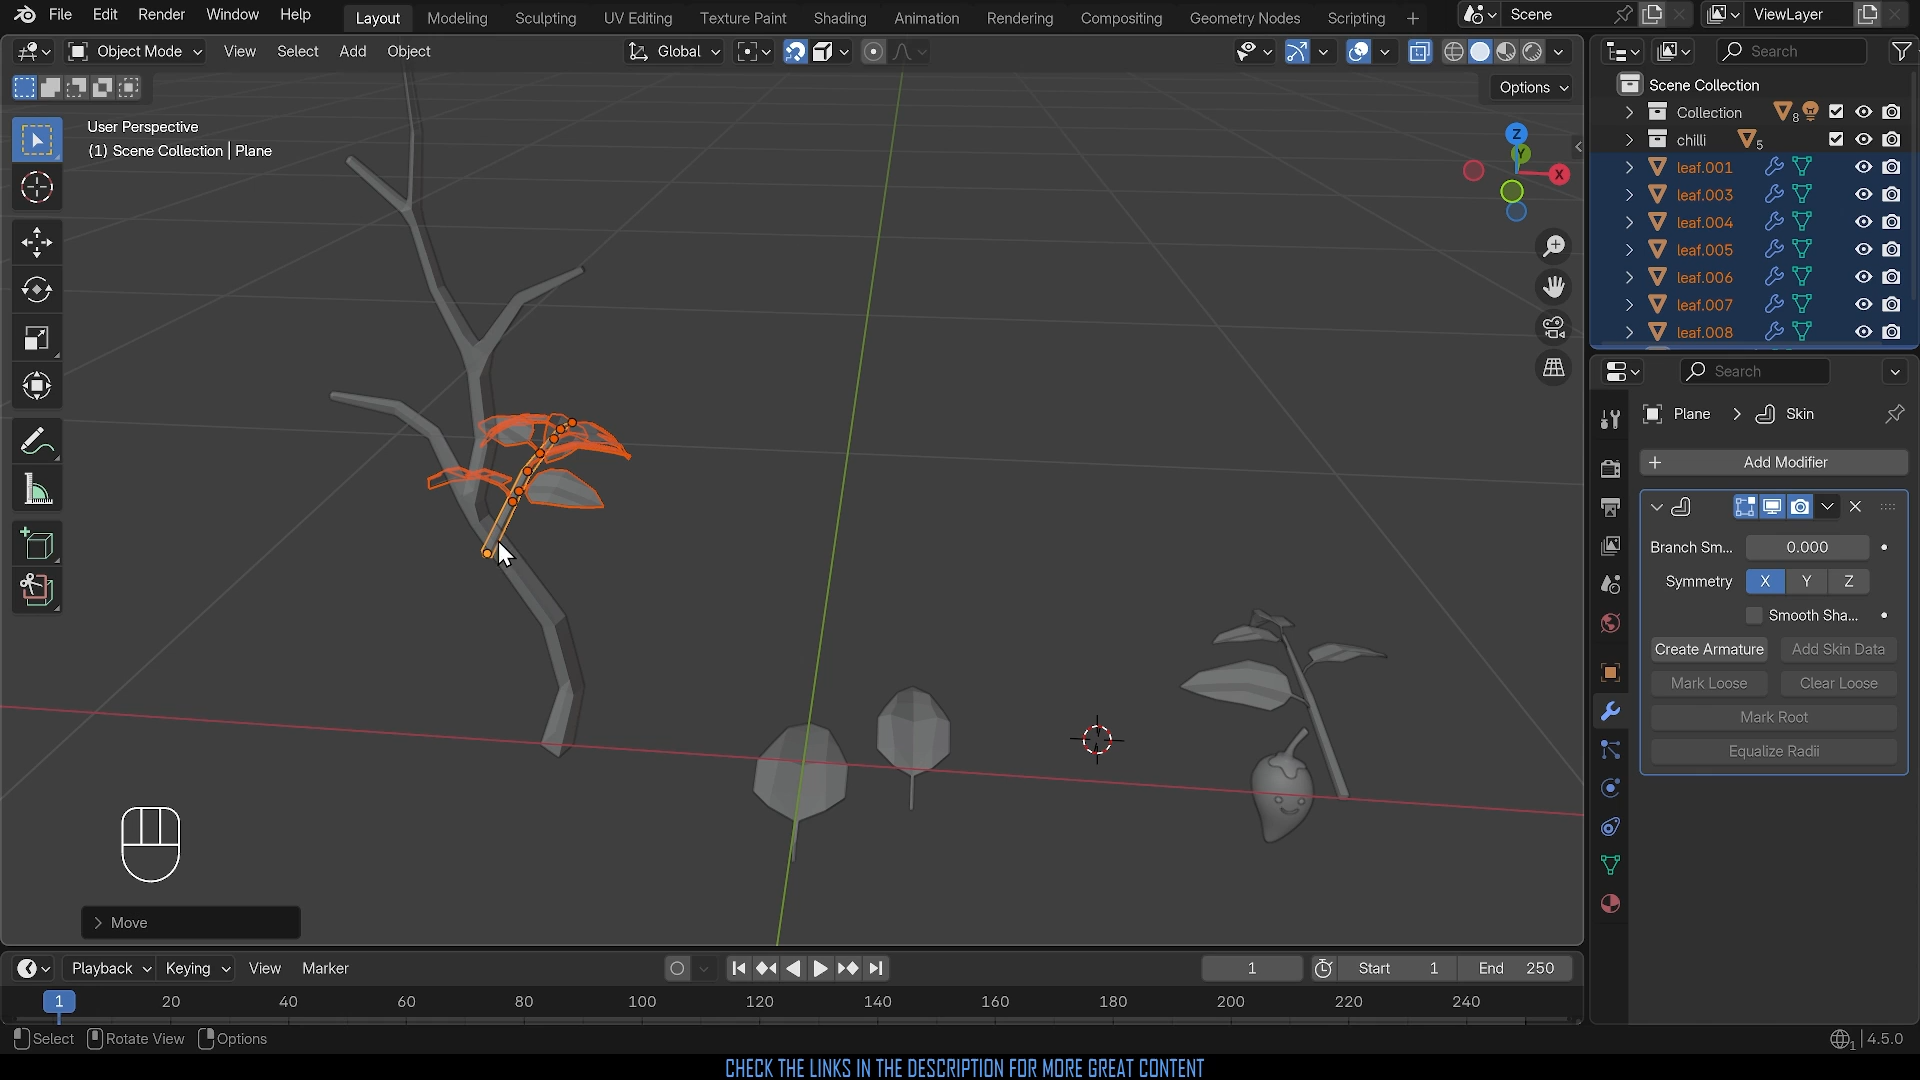 File Edit Render Window Help Layout Modeling Sculpting UV Editing Texture Paint Shading Animation Rendering Compositing Geometry Nodes Scripting + Scene ViewLayer
Object Mode View Select Add Object Global Search
Options
User Perspective
(1) Scene Collection | Plane
Z
Y
X
Scene Collection
Collection 8
chilli 5
leaf.001
leaf.003
leaf.004
leaf.005
leaf.006
leaf.007
leaf.008
Search
Plane > Skin
+ Add Modifier
Branch Sm... 0.000
Symmetry X Y Z
Smooth Sha...
Create Armature Add Skin Data
Mark Loose Clear Loose
Mark Root
Equalize Radii
> Move
Playback Keying View Marker 1 Start 1 End 250
1 20 40 60 80 100 120 140 160 180 200 220 240
Select Rotate View Options 1 4.5.0
CHECK THE LINKS IN THE DESCRIPTION FOR MORE GREAT CONTENT